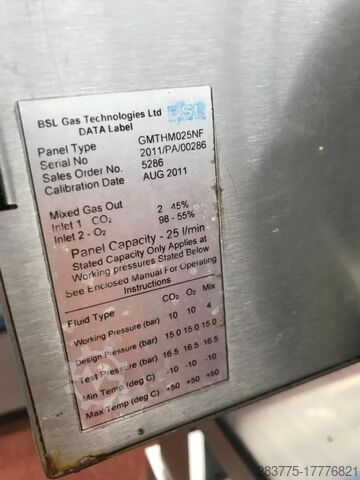 BSL Gas Technologies Ltd BSL
DATA Label
Panel Type GMTHM025NF
Serial No 2011/PA/00286
Sales Order No. 5286
Calibration Date AUG 2011
Mixed Gas Out
Inlet 1 CO₂ 2 45%
Inlet 2 - O₂ 98 - 55%
Panel Capacity - 25 l/min
Stated Capacity Only Applies at
Working pressures Stated Below
See Enclosed Manual For Operating
Instructions
Fluid Type CO₂ O₂ Mix
Working Pressure (bar) 10 10 4
Design Pressure (bar) 15.0 15.0 15.0
Test Pressure (bar) 16.5 16.5 16.5
Min Temp (deg C) -10 -10 -10
Max Temp (deg C) +50 +50 +50
283775-17776821